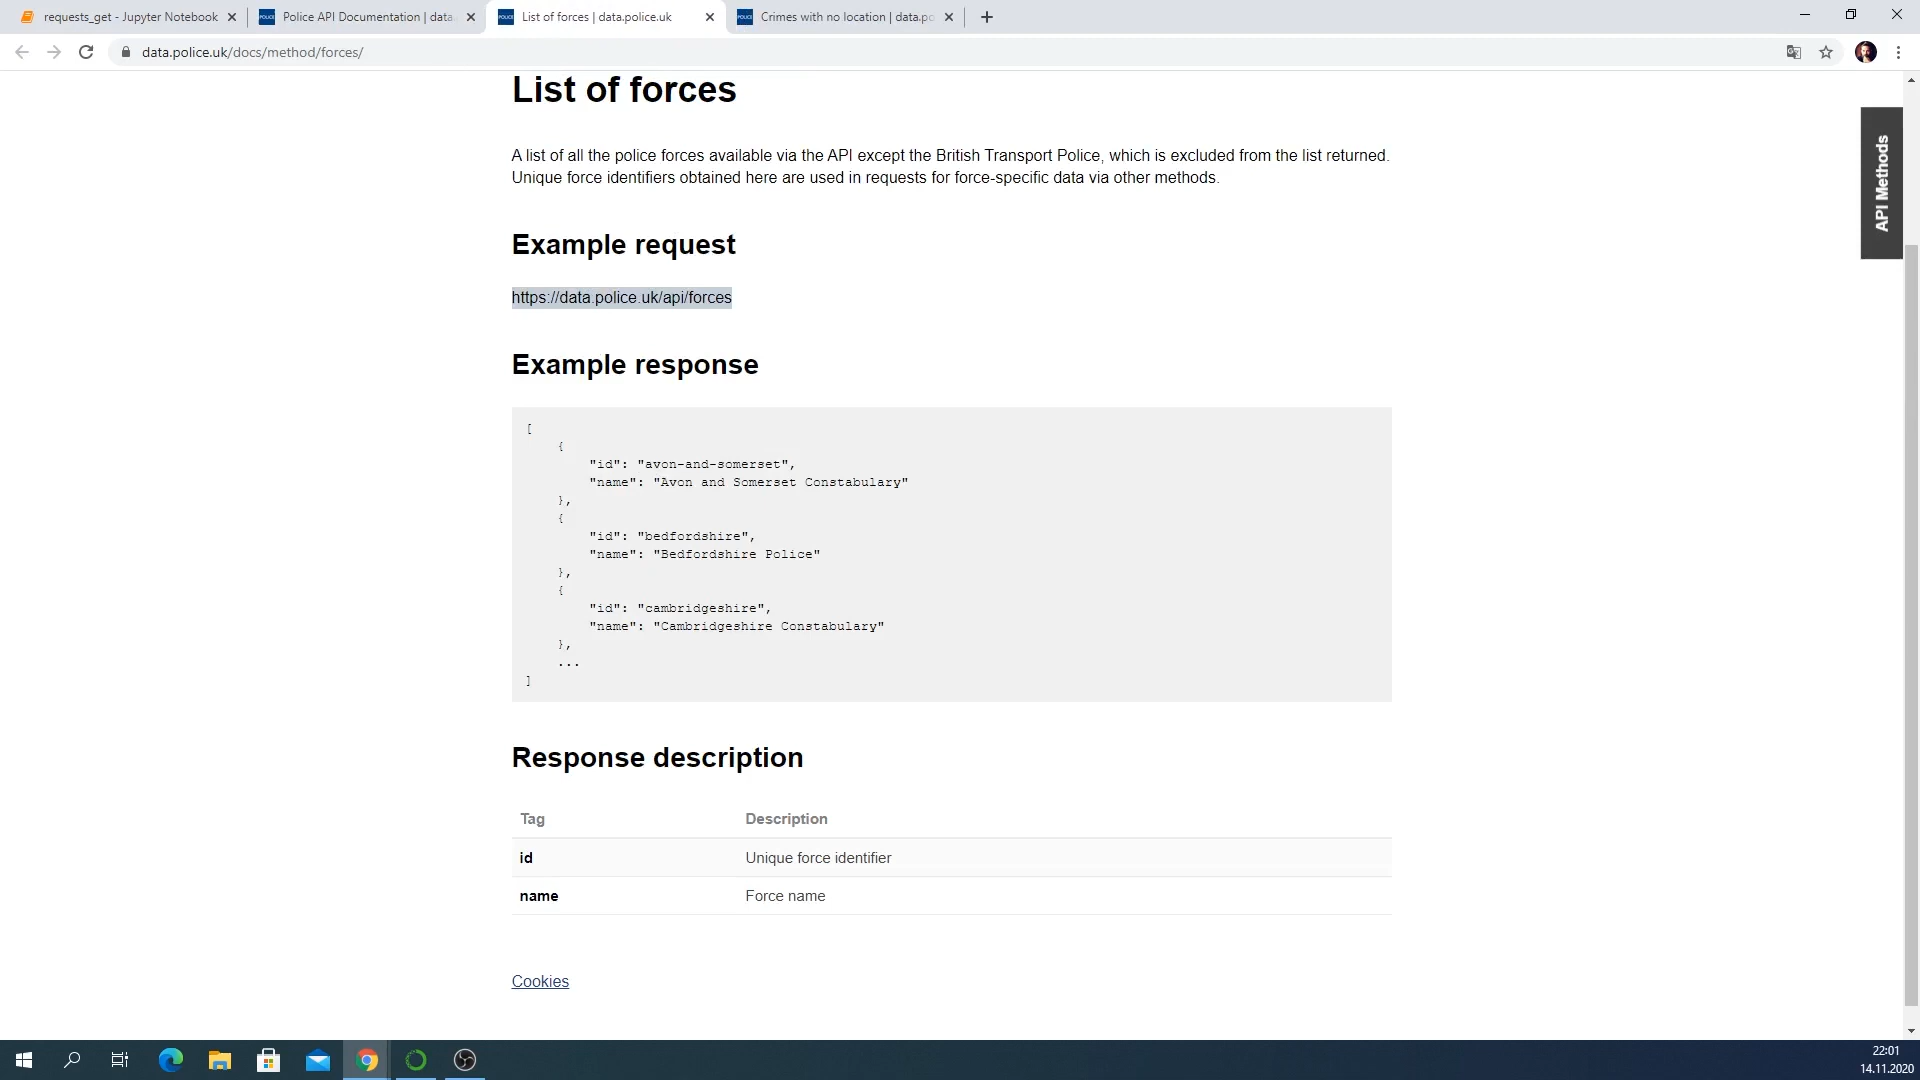 requests_get - Jupyter Notebook
Police API Documentation | data.
List of forces | data.police.uk
Crimes with no location | data.po
data.police.uk/docs/method/forces/
List of forces
A list of all the police forces available via the API except the British Transport Police, which is excluded from the list returned.
Unique force identifiers obtained here are used in requests for force-specific data via other methods.
API Methods
Example request
https://data.police.uk/api/forces
Example response
[
{
"id": "avon-and-somerset",
"name": "Avon and Somerset Constabulary"
},
{
"id": "bedfordshire",
"name": "Bedfordshire Police"
},
{
"id": "cambridgeshire",
"name": "Cambridgeshire Constabulary"
},
...
]
Response description
Tag Description
id Unique force identifier
name Force name
Cookies
22:01
14.11.2020